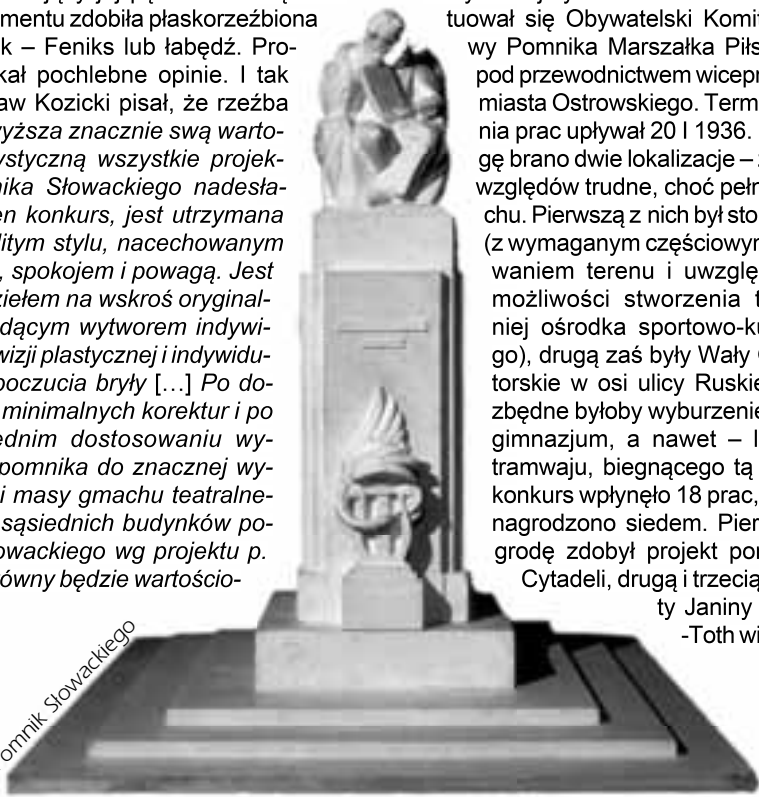 mentu zdobiła płaskorzeźbiona
k – Feniks lub łabędź. Pro-
kał pochlebne opinie. I tak
aw Kozicki pisał, że rzeźba
wyższa znacznie swą warto-
ystyczną wszystkie projek-
nika Słowackiego nadesła-
en konkurs, jest utrzymana
litym stylu, nacechowanym
, spokojem i powagą. Jest
ziełem na wskroś oryginal-
dącym wytworem indywi-
wizji plastycznej i indywidu-
poczucia bryły […] Po do-
minimalnych korektur i po
ednim dostosowaniu wy-
pomnika do znacznej wy-
i masy gmachu teatralne-
sąsiednich budynków po-
owackiego wg projektu p.
równy będzie wartościo-
omnik Słowackiego
tuował się Obywatelski Komit
wy Pomnika Marszałka Piłs
pod przewodnictwem wicepr
miasta Ostrowskiego. Term
nia prac upływał 20 I 1936.
gę brano dwie lokalizacje – z
względów trudne, choć pełn
chu. Pierwszą z nich był sto
(z wymaganym częściowym
waniem terenu i uwzglę
możliwości stworzenia t
niej ośrodka sportowo-ku
go), drugą zaś były Wały G
torskie w osi ulicy Ruskie
zbędne byłoby wyburzenie
gimnazjum, a nawet – l
tramwaju, biegnącego tą
konkurs wpłynęło 18 prac,
nagrodzono siedem. Pier
grodę zdobył projekt por
Cytadeli, drugą i trzecią
ty Janiny
-Toth wi